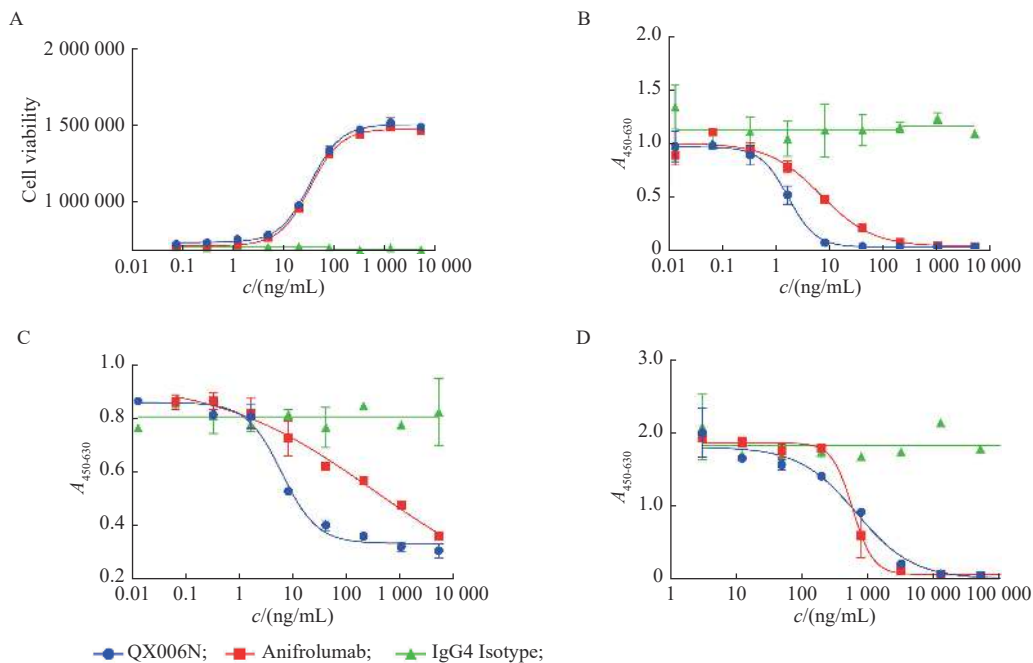 A
2 000 000
1 500 000
1 000 000
Cell viability
0.01 0.1 1 10 100 1 000 10 000
c/(ng/mL)
B
2.0
1.5
1.0
0.5
0
A450-630
0.01 1 10 100 1 000 10 000
c/(ng/mL)
C
1.0
0.8
0.6
0.4
0.2
A450-630
0.01 0.1 1 10 100 1 000 10 000
c/(ng/mL)
D
3.0
2.0
1.0
0
A450-630
1 10 100 1 000 10 000 100 000
c/(ng/mL)
QX006N; Anifrolumab; IgG4 Isotype;